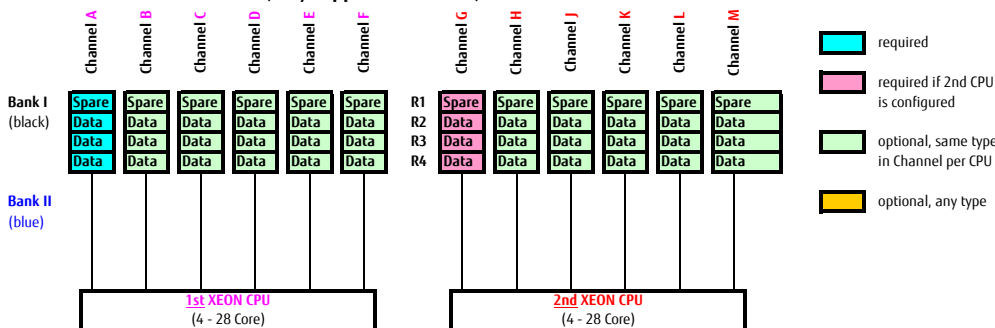 Channel A
Channel B
Channel C
Channel D
Channel E
Channel F
Channel G
Channel H
Channel J
Channel K
Channel L
Channel M
Bank I
(black)
Spare Spare Spare Spare Spare Spare
Data Data Data Data Data Data
Data Data Data Data Data Data
Data Data Data Data Data Data
R1 Spare Spare Spare Spare Spare Spare
R2 Data Data Data Data Data Data
R3 Data Data Data Data Data Data
R4 Data Data Data Data Data Data
Bank II
(blue)
1st XEON CPU
(4 - 28 Core)
2nd XEON CPU
(4 - 28 Core)
required
required if 2nd CPU
is configured
optional, same type
in Channel per CPU
optional, any type